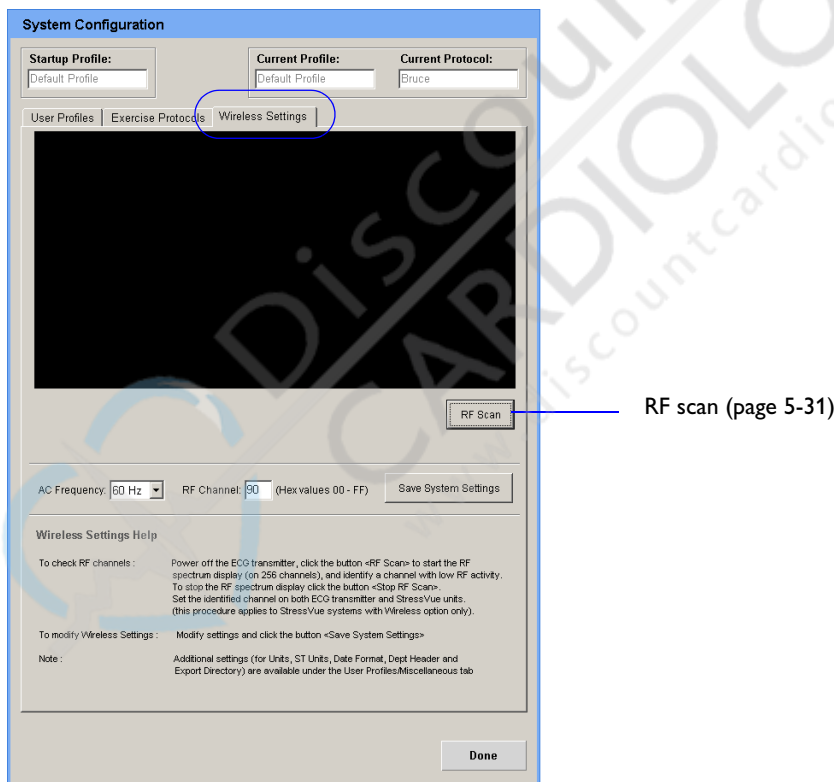 System Configuration
Startup Profile:
Default Profile
Current Profile:
Default Profile
Current Protocol:
Bruce
User Profiles
Exercise Protocols
Wireless Settings
RF Scan
RF scan (page 5-31)
AC Frequency: 60 Hz
RF Channel: 90 (Hex values 00 - FF)
Save System Settings
Wireless Settings Help
To check RF channels : Power off the ECG transmitter, click the button <RF Scan> to start the RF
spectrum display (on 256 channels), and identify a channel with low RF activity.
To stop the RF spectrum display click the button <Stop RF Scan>.
Set the identified channel on both ECG transmitter and StressVue units.
(this procedure applies to StressVue systems with Wireless option only).
To modify Wireless Settings : Modify settings and click the button <Save System Settings>
Note : Additional settings (for Units, ST Units, Date Format, Dept Header and
Export Directory) are available under the User Profiles/Miscellaneous tab
Done
Discount
CARDIOLO
www.discountcardio